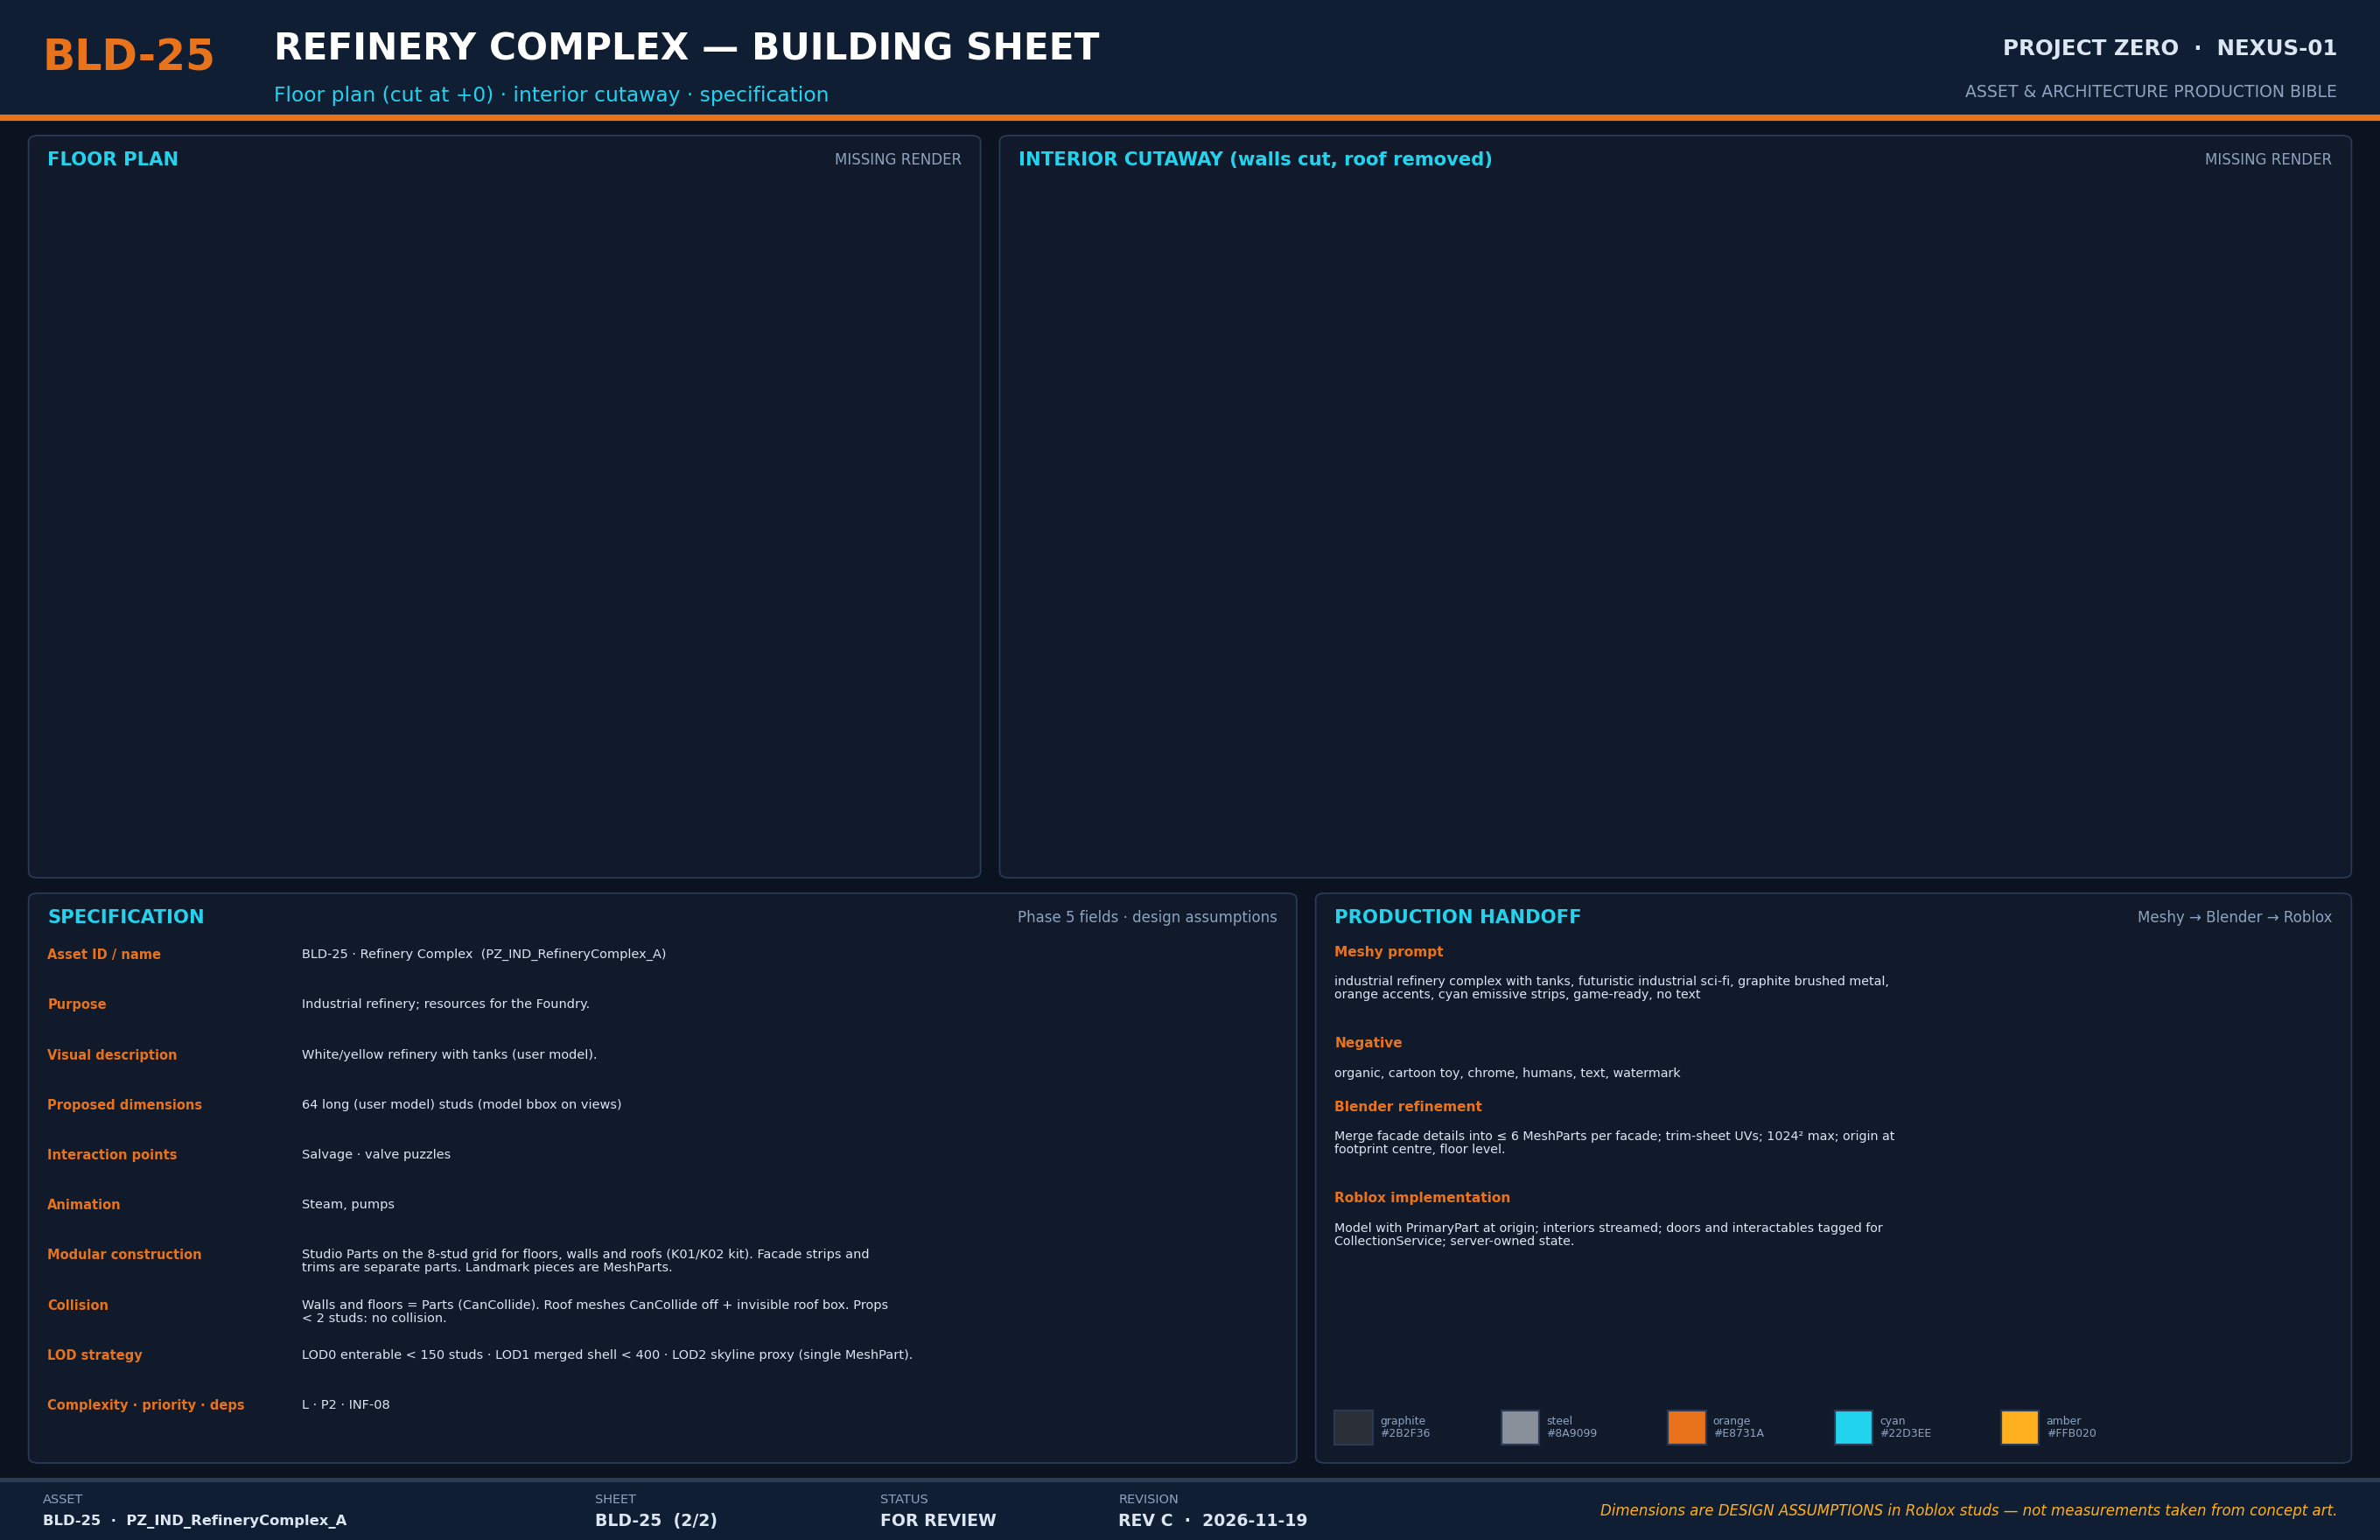 BLD-25
REFINERY COMPLEX — BUILDING SHEET
Floor plan (cut at +0) · interior cutaway · specification
PROJECT ZERO · NEXUS-01
ASSET & ARCHITECTURE PRODUCTION BIBLE
FLOOR PLAN
MISSING RENDER
INTERIOR CUTAWAY (walls cut, roof removed)
MISSING RENDER
SPECIFICATION
Phase 5 fields · design assumptions
Asset ID / name
BLD-25 · Refinery Complex (PZ_IND_RefineryComplex_A)
Purpose
Industrial refinery; resources for the Foundry.
Visual description
White/yellow refinery with tanks (user model).
Proposed dimensions
64 long (user model) studs (model bbox on views)
Interaction points
Salvage · valve puzzles
Animation
Steam, pumps
Modular construction
Studio Parts on the 8-stud grid for floors, walls and roofs (K01/K02 kit). Facade strips and
trims are separate parts. Landmark pieces are MeshParts.
Collision
Walls and floors = Parts (CanCollide). Roof meshes CanCollide off + invisible roof box. Props
< 2 studs: no collision.
LOD strategy
LOD0 enterable < 150 studs · LOD1 merged shell < 400 · LOD2 skyline proxy (single MeshPart).
Complexity · priority · deps
L · P2 · INF-08
PRODUCTION HANDOFF
Meshy → Blender → Roblox
Meshy prompt
industrial refinery complex with tanks, futuristic industrial sci-fi, graphite brushed metal,
orange accents, cyan emissive strips, game-ready, no text
Negative
organic, cartoon toy, chrome, humans, text, watermark
Blender refinement
Merge facade details into ≤ 6 MeshParts per facade; trim-sheet UVs; 1024² max; origin at
footprint centre, floor level.
Roblox implementation
Model with PrimaryPart at origin; interiors streamed; doors and interactables tagged for
CollectionService; server-owned state.
graphite
#2B2F36
steel
#8A9099
orange
#E8731A
cyan
#22D3EE
amber
#FFB020
ASSET
BLD-25 · PZ_IND_RefineryComplex_A
SHEET
BLD-25 (2/2)
STATUS
FOR REVIEW
REVISION
REV C · 2026-11-19
Dimensions are DESIGN ASSUMPTIONS in Roblox studs — not measurements taken from concept art.